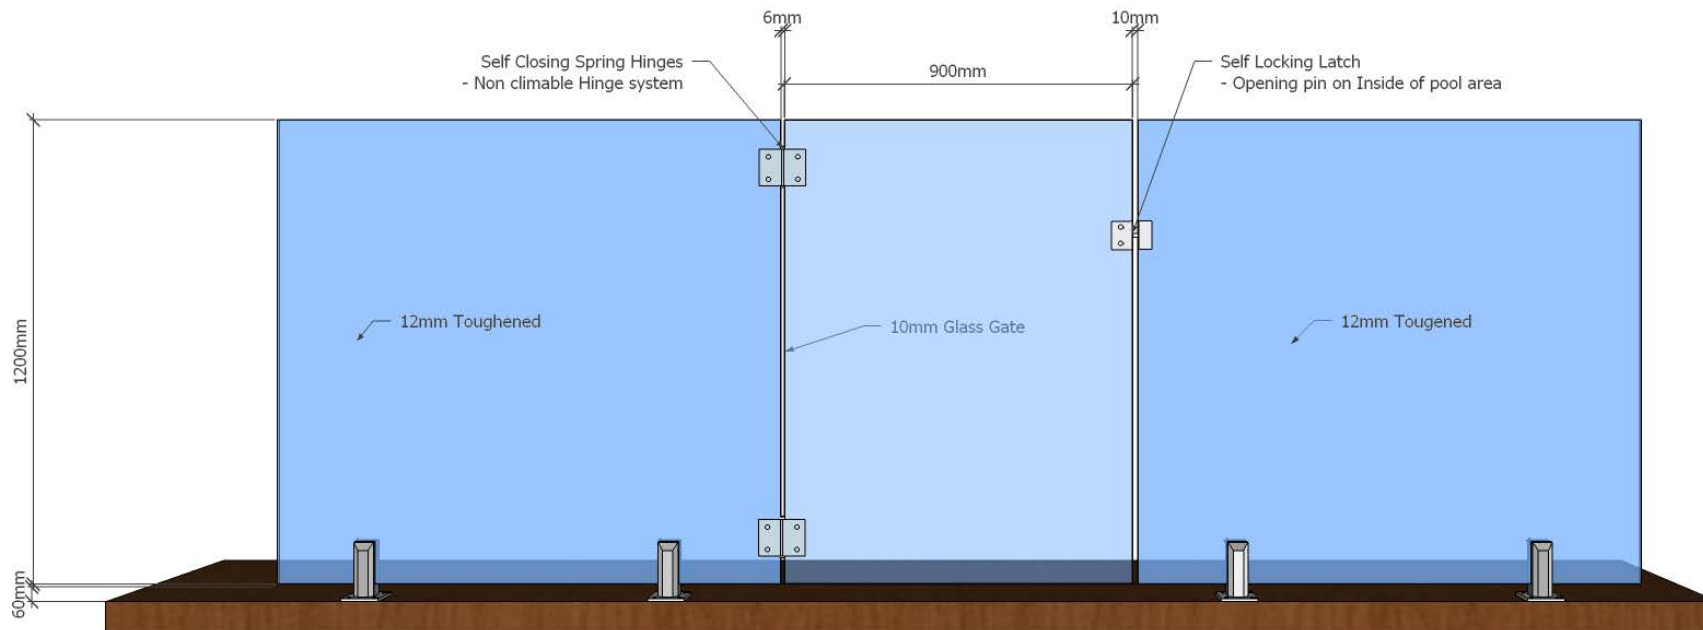 6mm
10mm
Self Closing Spring Hinges
- Non climable Hinge system
900mm
Self Locking Latch
- Opening pin on Inside of pool area
12mm Toughened
10mm Glass Gate
12mm Tougened
1200mm
60mm